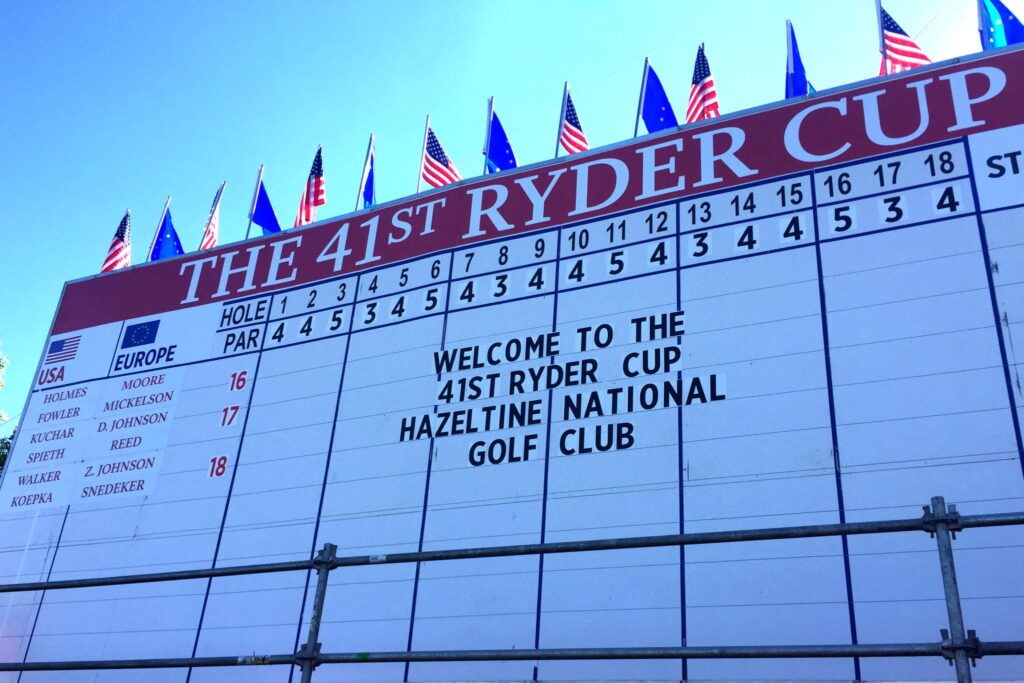 THE 41ST RYDER CUP
HOLE 1 2 3 4 5 6 7 8 9 10 11 12 13 14 15 16 17 18 ST
PAR 4 4 5 3 4 5 4 3 4 4 5 4 3 4 4 5 3 4
USA EUROPE
HOLMES MOORE 16
FOWLER MICKELSON
KUCHAR D. JOHNSON 17
SPIETH REED
WALKER Z. JOHNSON 18
KOEPKA SNEDEKER
WELCOME TO THE
41ST RYDER CUP
HAZELTINE NATIONAL
GOLF CLUB